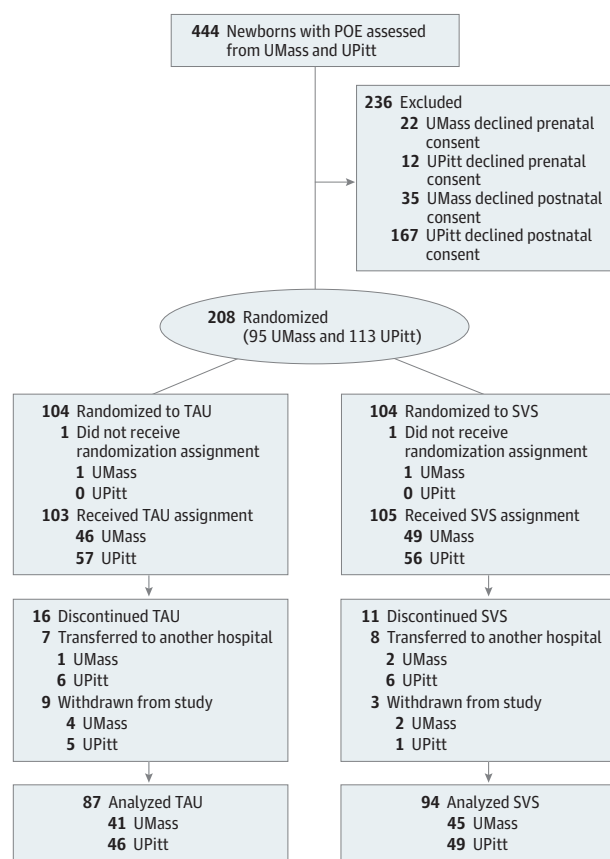 444 Newborns with POE assessed
from UMass and UPitt
236 Excluded
22 UMass declined prenatal
consent
12 UPitt declined prenatal
consent
35 UMass declined postnatal
consent
167 UPitt declined postnatal
consent
208 Randomized
(95 UMass and 113 UPitt)
104 Randomized to TAU
1 Did not receive
randomization assignment
1 UMass
0 UPitt
103 Received TAU assignment
46 UMass
57 UPitt
104 Randomized to SVS
1 Did not receive
randomization assignment
1 UMass
0 UPitt
105 Received SVS assignment
49 UMass
56 UPitt
16 Discontinued TAU
7 Transferred to another hospital
1 UMass
6 UPitt
9 Withdrawn from study
4 UMass
5 UPitt
11 Discontinued SVS
8 Transferred to another hospital
2 UMass
6 UPitt
3 Withdrawn from study
2 UMass
1 UPitt
87 Analyzed TAU
41 UMass
46 UPitt
94 Analyzed SVS
45 UMass
49 UPitt